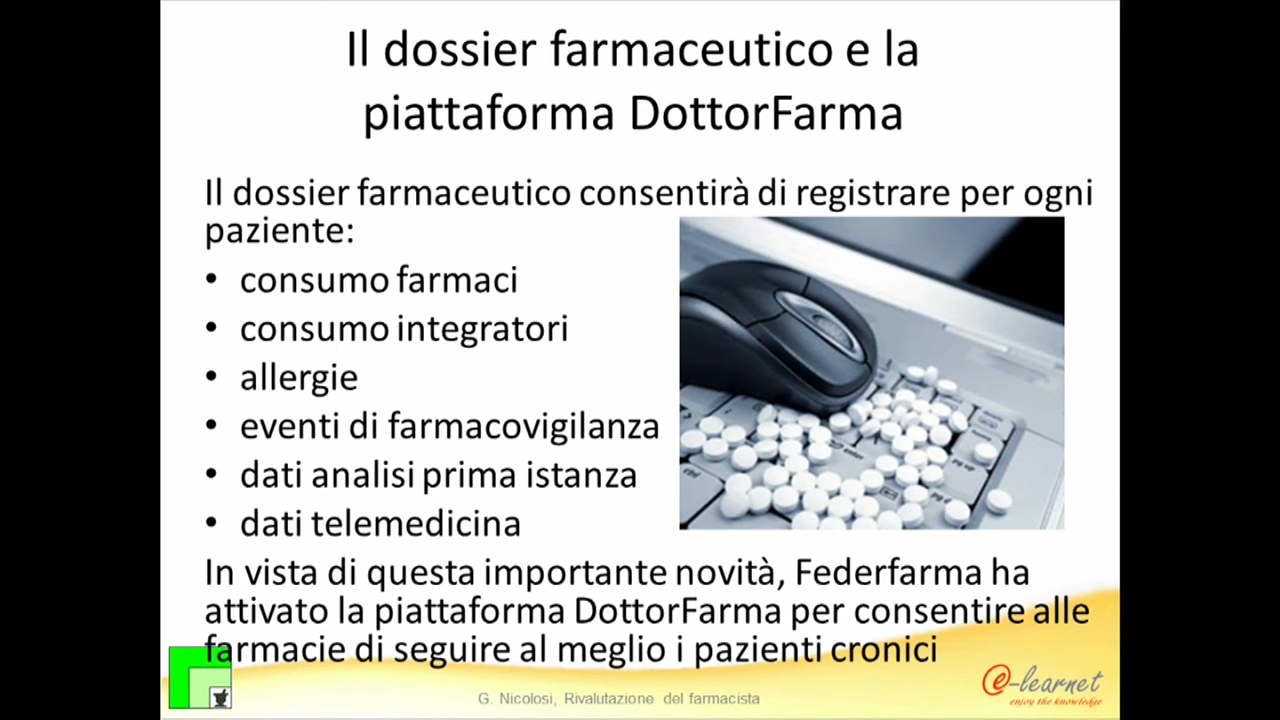 Il dossier farmaceutico e la
piattaforma DottorFarma
Il dossier farmaceutico consentirà di registrare per ogni
paziente:
• consumo farmaci
• consumo integratori
• allergie
• eventi di farmacovigilanza
• dati analisi prima istanza
• dati telemedicina
In vista di questa importante novità, Federfarma ha
attivato la piattaforma DottorFarma per consentire alle
farmacie di seguire al meglio i pazienti cronici
G. Nicolosi, Rivalutazione del farmacista
e-learnet
enjoy the knowledge